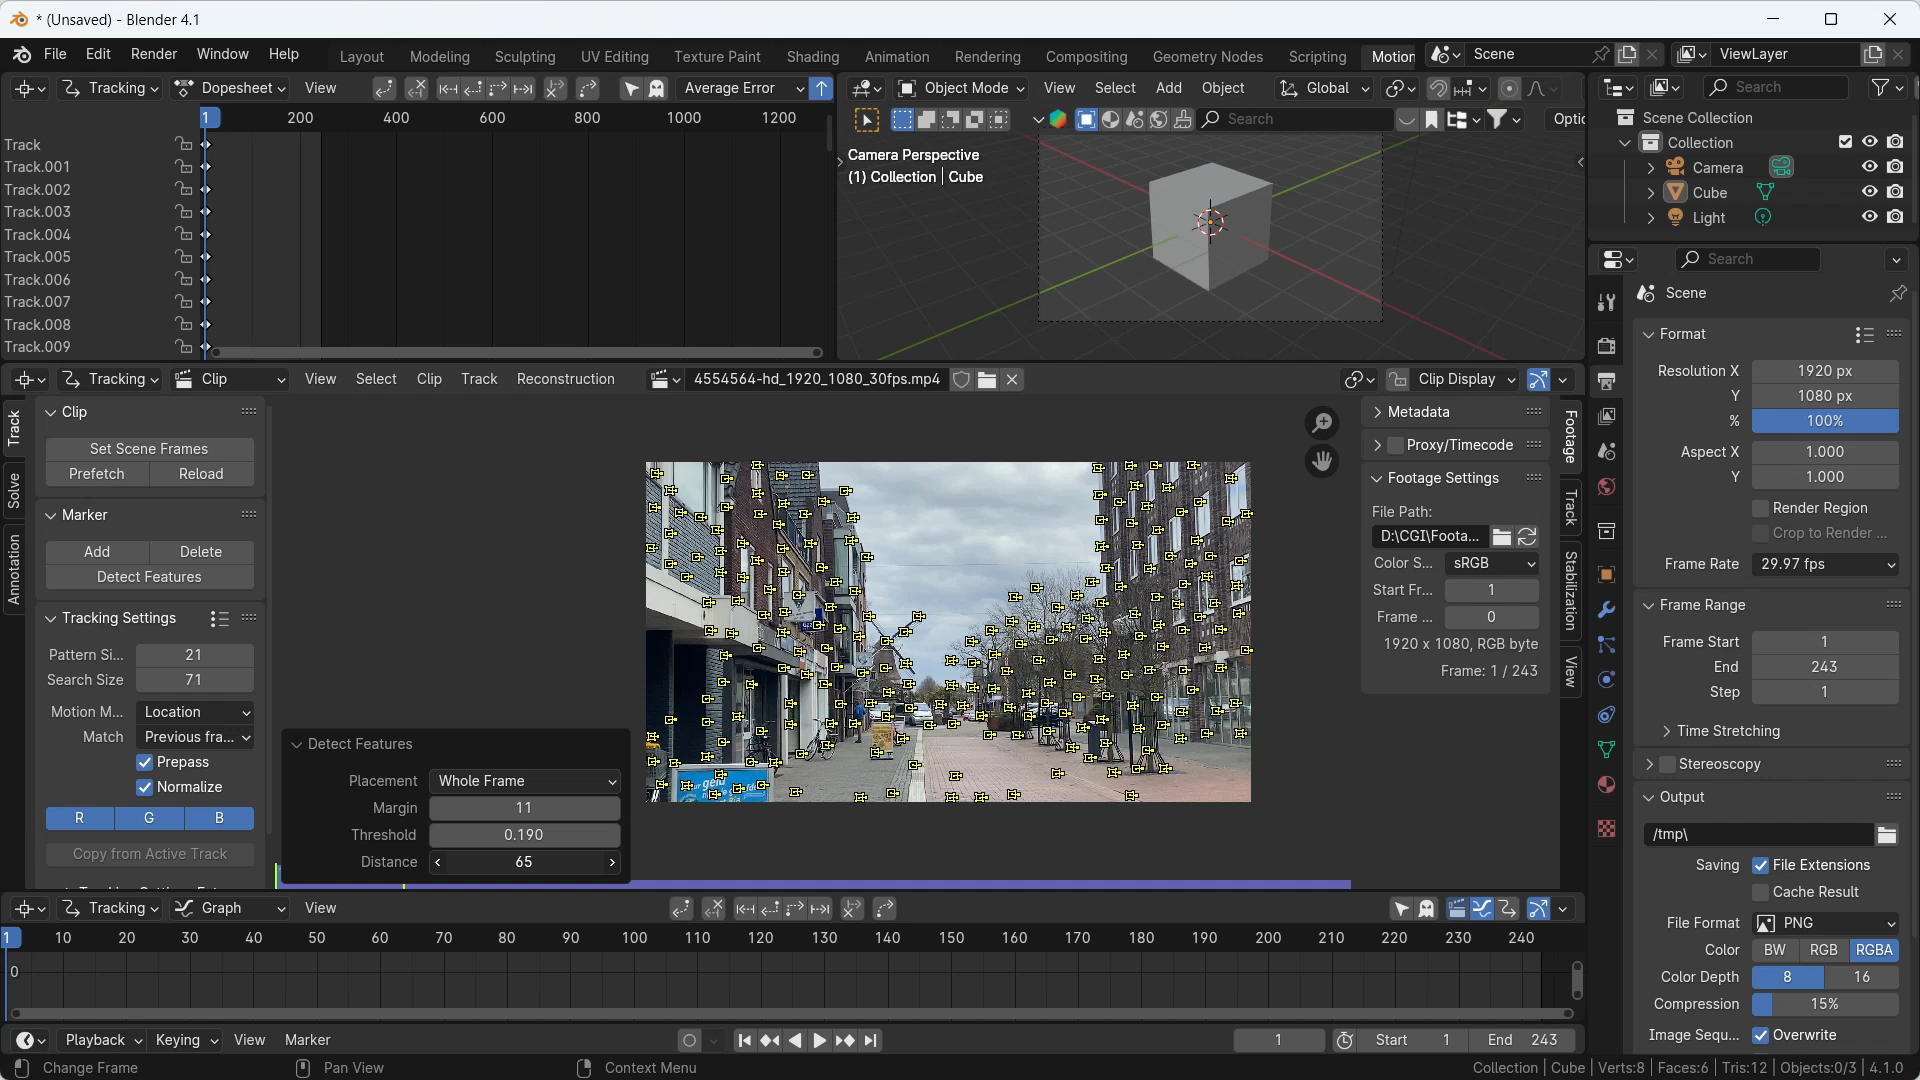 * (Unsaved) - Blender 4.1
File Edit Render Window Help
Layout Modeling Sculpting UV Editing Texture Paint Shading Animation Rendering Compositing Geometry Nodes Scripting Motion
Scene
ViewLayer
Tracking Dopesheet View Average Error
1 200 400 600 800 1000 1200
Track
Track.001
Track.002
Track.003
Track.004
Track.005
Track.006
Track.007
Track.008
Track.009
Object Mode View Select Add Object Global
Search
Optic
Camera Perspective
(1) Collection | Cube
Search
Scene Collection
Collection
Camera
Cube
Light
Search
Scene
Format
Resolution X 1920 px
Y 1080 px
% 100%
Aspect X 1.000
Y 1.000
Render Region
Crop to Render ...
Frame Rate 29.97 fps
Frame Range
Frame Start 1
End 243
Step 1
Time Stretching
Stereoscopy
Output
/tmp\
Saving File Extensions
Cache Result
File Format PNG
Color BW RGB RGBA
Color Depth 8 16
Compression 15%
Image Sequ... Overwrite
Tracking Clip View Select Clip Track Reconstruction 4554564-hd_1920_1080_30fps.mp4 Clip Display
Track
Solve
Annotation
Clip
Set Scene Frames
Prefetch Reload
Marker
Add Delete
Detect Features
Tracking Settings
Pattern Si... 21
Search Size 71
Motion M... Location
Match Previous fra...
Prepass
Normalize
R G B
Copy from Active Track
Detect Features
Placement Whole Frame
Margin 11
Threshold 0.190
Distance 65
Metadata
Proxy/Timecode
Footage Settings
File Path:
D:\CGI\Foota...
Color S... sRGB
Start Fr... 1
Frame ... 0
1920 x 1080, RGB byte
Frame: 1 / 243
Footage
Track
Stabilization
View
geld
Tracking Graph View
1 10 20 30 40 50 60 70 80 90 100 110 120 130 140 150 160 170 180 190 200 210 220 230 240
0
Playback Keying View Marker
1 Start 1 End 243
Change Frame Pan View Context Menu
Collection | Cube | Verts:8 | Faces:6 | Tris:12 | Objects:0/3 | 4.1.0